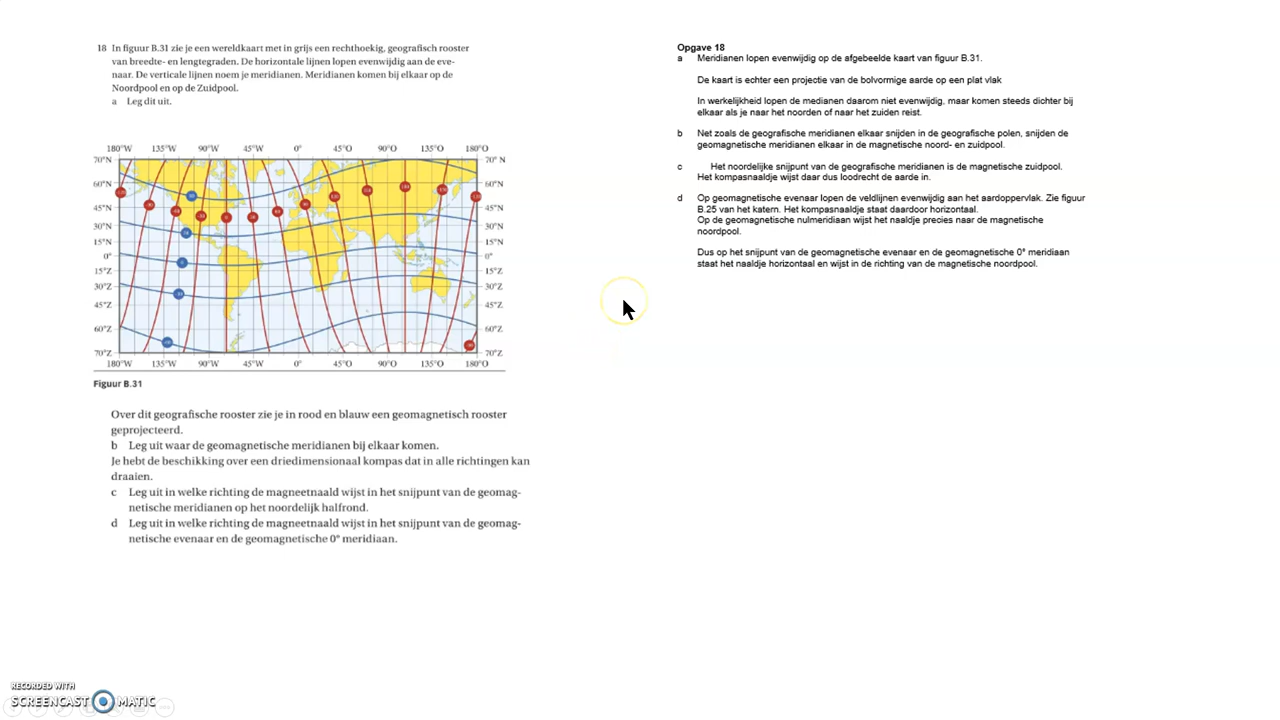 18 In figuur B.31 zie je een wereldkaart met in grijs een rechthoekig, geografisch rooster
van breedte- en lengtegraden. De horizontale lijnen lopen evenwijdig aan de eve-
naar. De verticale lijnen noem je meridianen. Meridianen komen bij elkaar op de
Noordpool en op de Zuidpool.
a Leg dit uit.
180°W 135°W 90°W 45°W 0° 45°O 90°O 135°O 180°O
70°N 70° N
60°N 60°N
45°N 45°N
30°N 30°N
15°N 15°N
0° 0°
15°Z 15°Z
30°Z 30°Z
45°Z 45°Z
60°Z 60°Z
70°Z 70°Z
180°W 135°W 90°W 45°W 0° 45°O 90°O 135°O 180°O
Figuur B.31
Over dit geografische rooster zie je in rood en blauw een geomagnetisch rooster
geprojecteerd.
b Leg uit waar de geomagnetische meridianen bij elkaar komen.
Je hebt de beschikking over een driedimensionaal kompas dat in alle richtingen kan
draaien.
c Leg uit in welke richting de magneetnaald wijst in het snijpunt van de geomag-
netische meridianen op het noordelijk halfrond.
d Leg uit in welke richting de magneetnaald wijst in het snijpunt van de geomag-
netische evenaar en de geomagnetische 0° meridiaan.
Opgave 18
a Meridianen lopen evenwijdig op de afgebeelde kaart van figuur B.31.
De kaart is echter een projectie van de bolvormige aarde op een plat vlak
In werkelijkheid lopen de medianen daarom niet evenwijdig, maar komen steeds dichter bij
elkaar als je naar het noorden of naar het zuiden reist.
b Net zoals de geografische meridianen elkaar snijden in de geografische polen, snijden de
geomagnetische meridianen elkaar in de magnetische noord- en zuidpool.
c Het noordelijke snijpunt van de geografische meridianen is de magnetische zuidpool.
Het kompasnaaldje wijst daar dus loodrecht de aarde in.
d Op geomagnetische evenaar lopen de veldlijnen evenwijdig aan het aardoppervlak. Zie figuur
B.25 van het katern. Het kompasnaaldje staat daardoor horizontaal.
Op de geomagnetische nulmeridiaan wijst het naaldje precies naar de magnetische
noordpool.
Dus op het snijpunt van de geomagnetische evenaar en de geomagnetische 0° meridiaan
staat het naaldje horizontaal en wijst in de richting van de magnetische noordpool.
RECORDED WITH
SCREENCAST MATIC